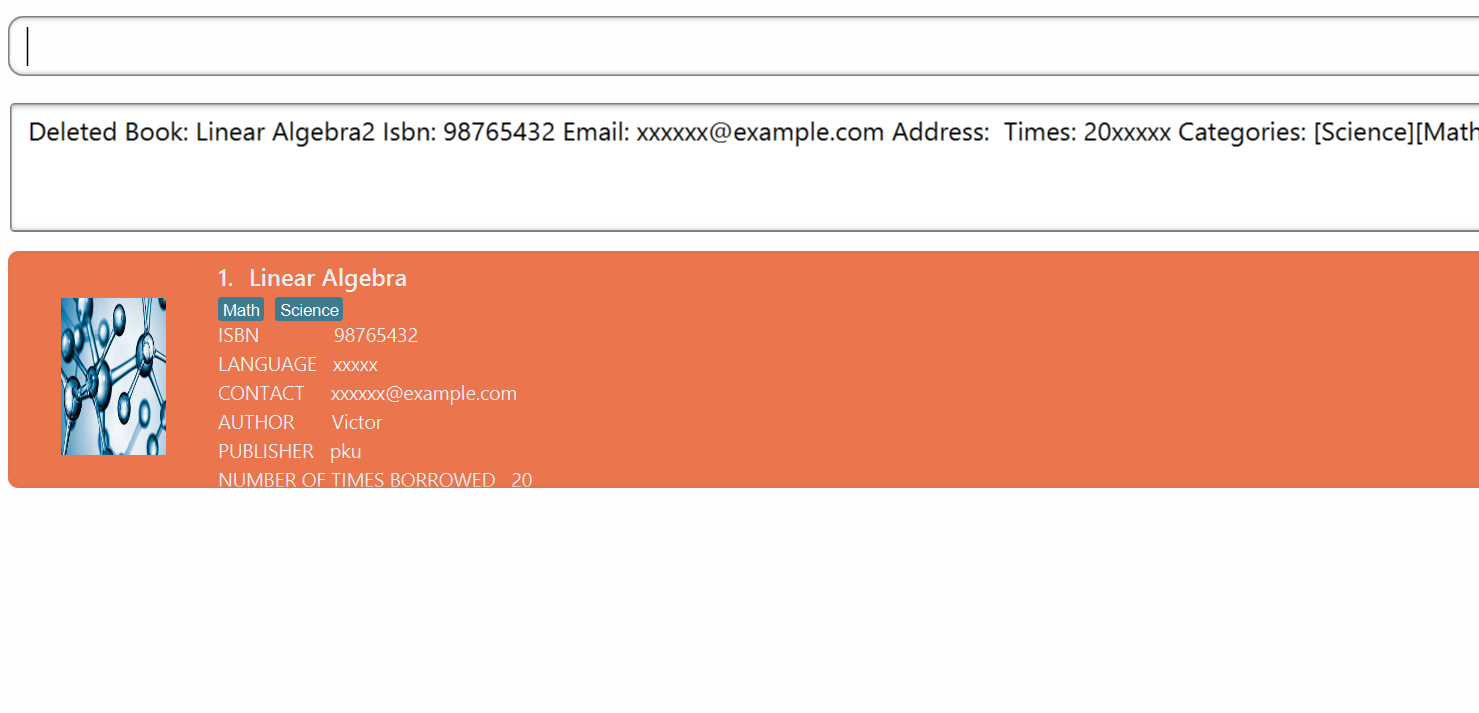 Deleted Book: Linear Algebra2 Isbn: 98765432 Email: xxxxxx@example.com Address:  Times: 20xxxxx Categories: [Science][Math
1. Linear Algebra
Math Science
ISBN 98765432
LANGUAGE xxxxx
CONTACT xxxxxx@example.com
AUTHOR Victor
PUBLISHER pku
NUMBER OF TIMES BORROWED 20